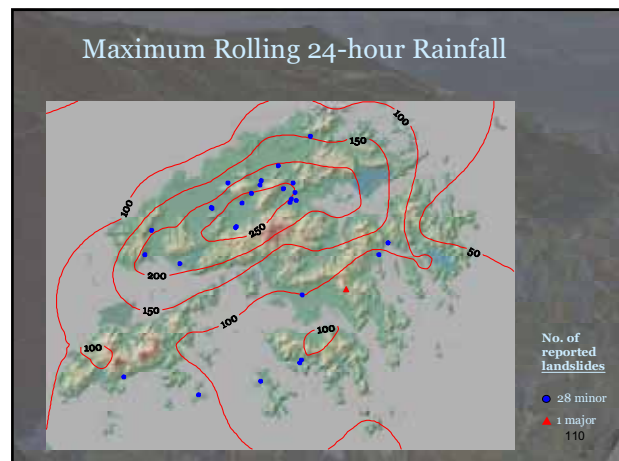 Maximum Rolling 24-hour Rainfall
100
150
100
250
50
200
150
100
100
100
No. of
reported
landslides
28 minor
1 major
110